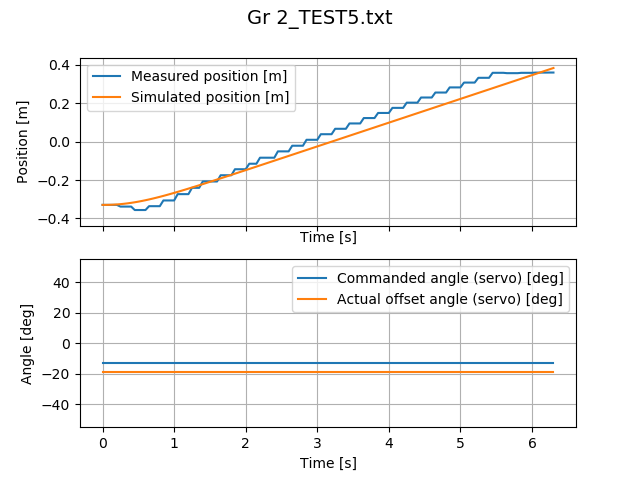 Gr 2_TEST5.txt
Measured position [m]
Simulated position [m]
Position [m]
0.4
0.2
0.0
−0.2
−0.4
Time [s]
Commanded angle (servo) [deg]
Actual offset angle (servo) [deg]
Angle [deg]
40
20
0
−20
−40
0 1 2 3 4 5 6
Time [s]